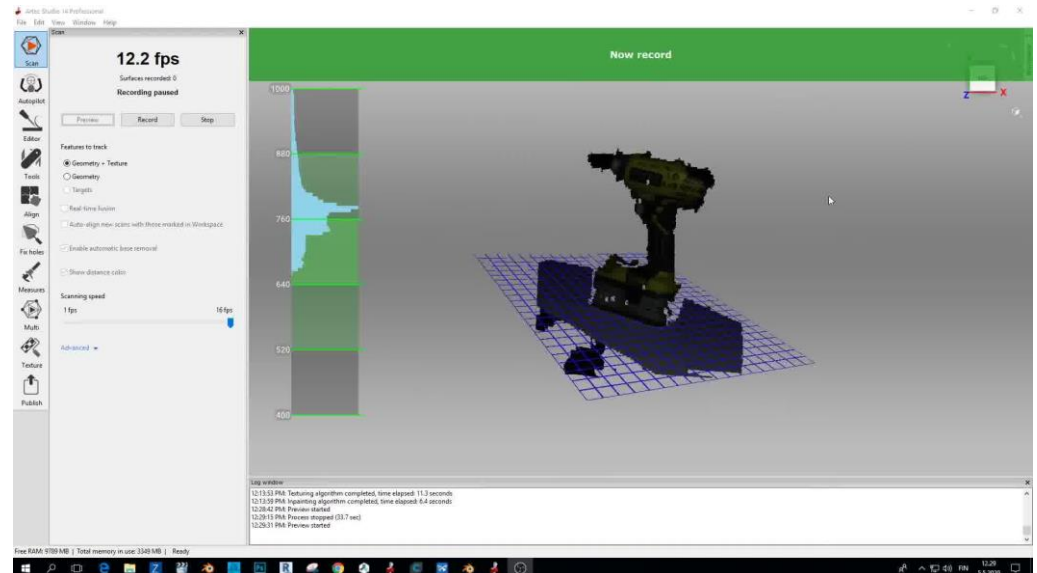 Artec Studio 14 Professional
File Edit View Window Help
Scan
12.2 fps
Surfaces recorded: 0
Recording paused
Preview Record Stop
Features to track
Geometry + Texture
Geometry
Targets
Real-time fusion
Auto-align new scans with those marked in Workspace
Enable automatic base removal
Show distance color
Scanning speed
1 fps 16 fps
Advanced
Scan
Autopilot
Editor
Tools
Align
Fix holes
Measures
Multi
Texture
Publish
Now record
Z X
1000
880
760
640
520
400
Log window
12:13:53 PM: Texturing algorithm completed, time elapsed: 11.3 seconds
12:13:59 PM: Inpainting algorithm completed, time elapsed: 6.4 seconds
12:28:42 PM: Preview started
12:29:15 PM: Process stopped (33.7 sec)
12:29:31 PM: Preview started
Free RAM: 9789 MB | Total memory in use: 3349 MB | Ready
FIN
12.29
5.5.2020